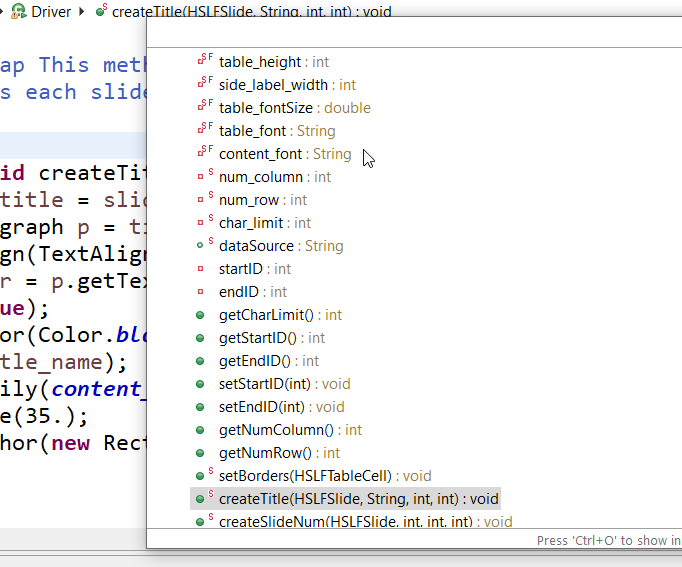 Driver createTitle(HSLFSlide, String, int, int) : void
ap This meth
s each slide
id createTit
title = slid
graph p = ti
ign(TextAlign
r = p.getTex
ue);
or(Color.bla
tle_name);
ily(content_
e(35.);
hor(new Rect
S F table_height : int
S F side_label_width : int
S F table_fontSize : double
S F table_font : String
S F content_font : String
S num_column : int
S num_row : int
S char_limit : int
S dataSource : String
startID : int
endID : int
getCharLimit() : int
getStartID() : int
getEndID() : int
setStartID(int) : void
setEndID(int) : void
getNumColumn() : int
getNumRow() : int
S setBorders(HSLFTableCell) : void
S createTitle(HSLFSlide, String, int, int) : void
S createSlideNum(HSLFSlide, int, int, int) : void
Press 'Ctrl+O' to show in